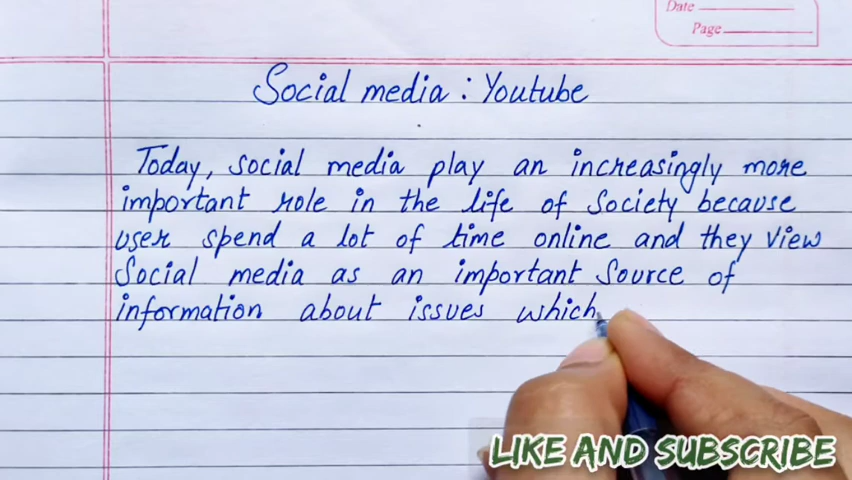 Date
Page
Social media : Youtube
Today, social media play an increasingly more
important role in the life of Society because
user spend a lot of time online and they view
Social media as an important Source of
information about issues which
LIKE AND SUBSCRIBE